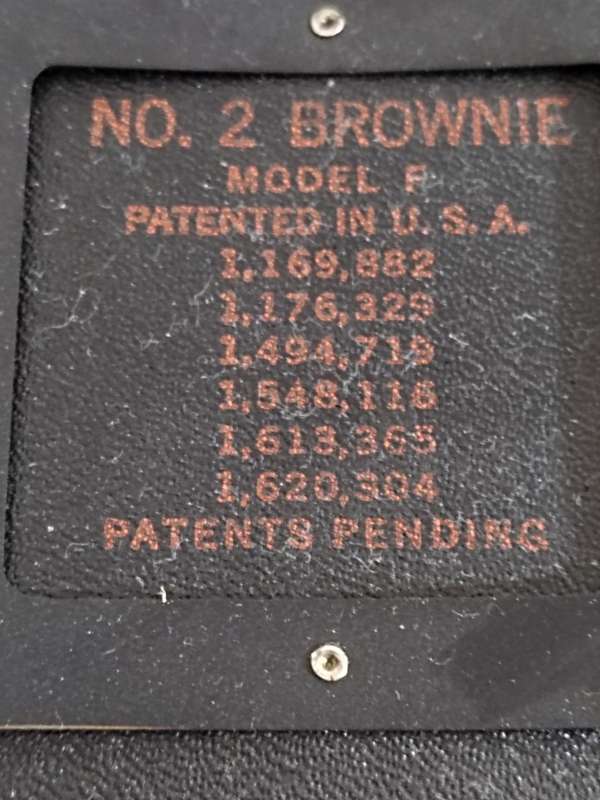 NO. 2 BROWNIE
MODEL F
PATENTED IN U. S. A.
1,169,882
1,176,329
1,494,719
1,548,118
1,613,365
1,620,304
PATENTS PENDING